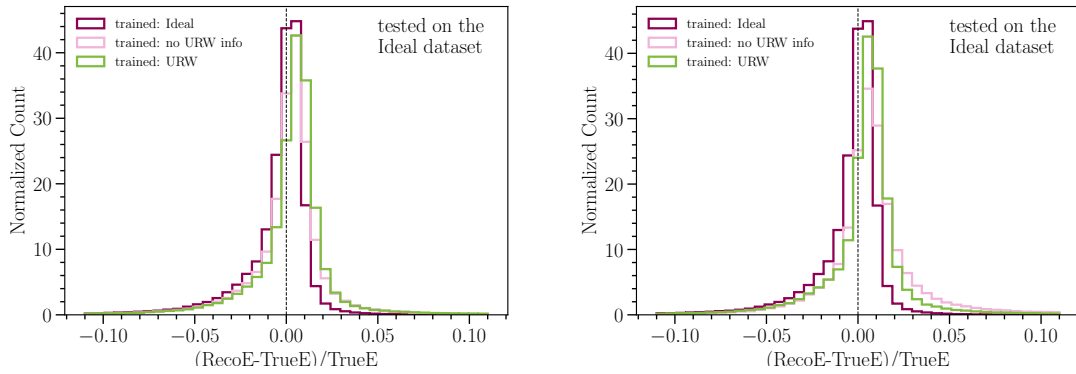 trained: Ideal
trained: no URW info
trained: URW
tested on the
Ideal dataset
Normalized Count
40
30
20
10
0
−0.10
−0.05
0.00
0.05
0.10
(RecoE-TrueE)/TrueE
trained: Ideal
trained: no URW info
trained: URW
tested on the
Ideal dataset
Normalized Count
40
30
20
10
0
−0.10
−0.05
0.00
0.05
0.10
(RecoE-TrueE)/TrueE